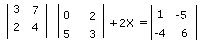 | 3 7 | | 0 2 | + 2X = | 1 -5 |
| 2 4 | | 5 3 | | -4 6 |